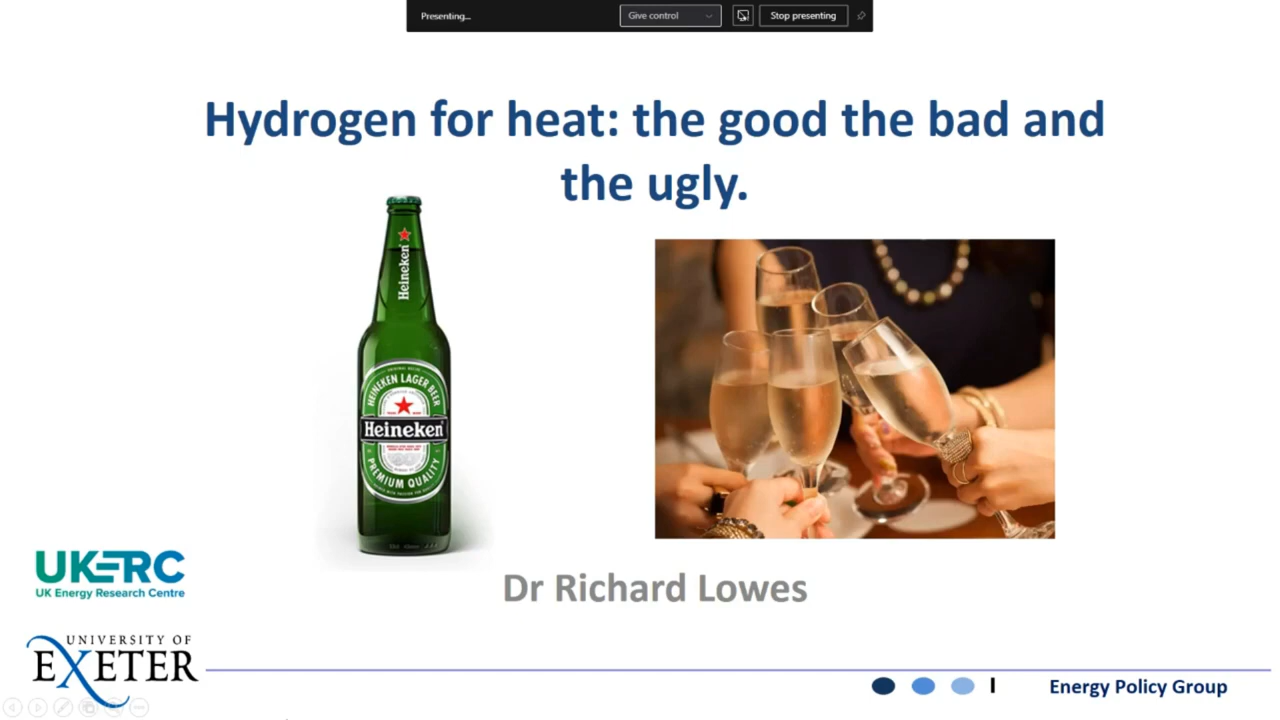 Presenting...
Give control
Stop presenting
Hydrogen for heat: the good the bad and
the ugly.
Heineken
HEINEKEN LAGER BEER
Heineken
PREMIUM QUALITY
Dr Richard Lowes
UKERC
UK Energy Research Centre
UNIVERSITY OF
EXETER
Energy Policy Group